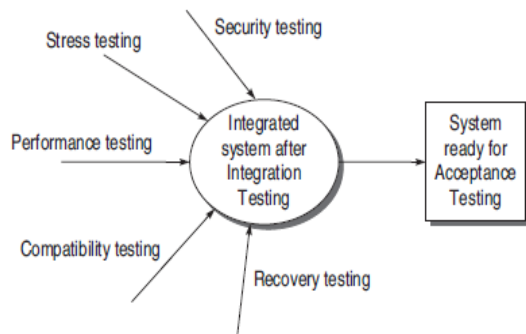 Security testing
Stress testing
Performance testing
Compatibility testing
Recovery testing
Integrated
system after
Integration
Testing
System
ready for
Acceptance
Testing